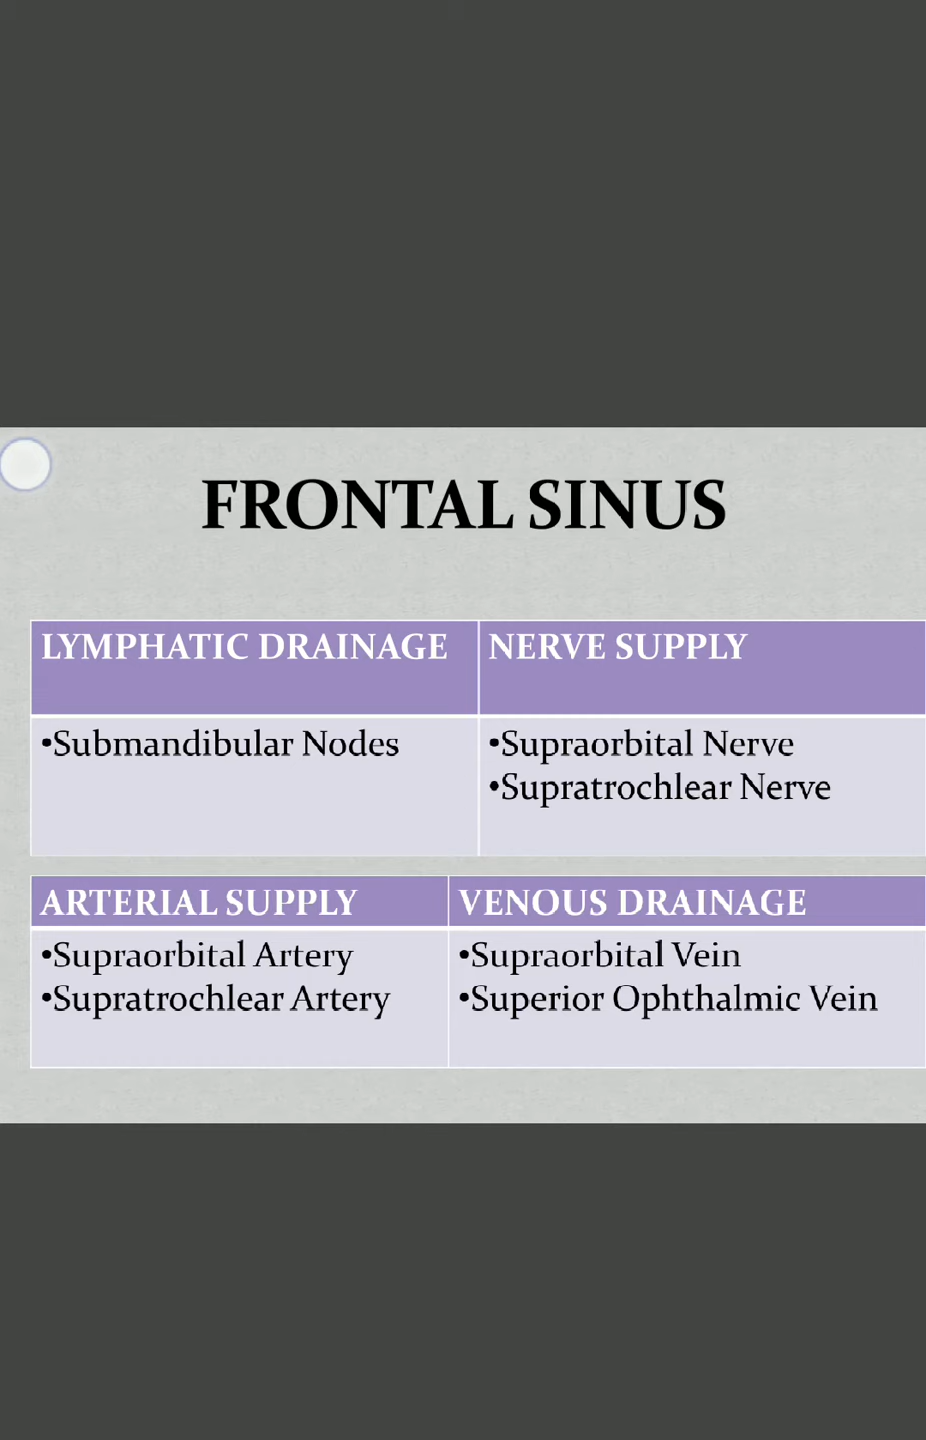 FRONTAL SINUS
LYMPHATIC DRAINAGE
•Submandibular Nodes
NERVE SUPPLY
•Supraorbital Nerve
•Supratrochlear Nerve
ARTERIAL SUPPLY
•Supraorbital Artery
•Supratrochlear Artery
VENOUS DRAINAGE
•Supraorbital Vein
•Superior Ophthalmic Vein